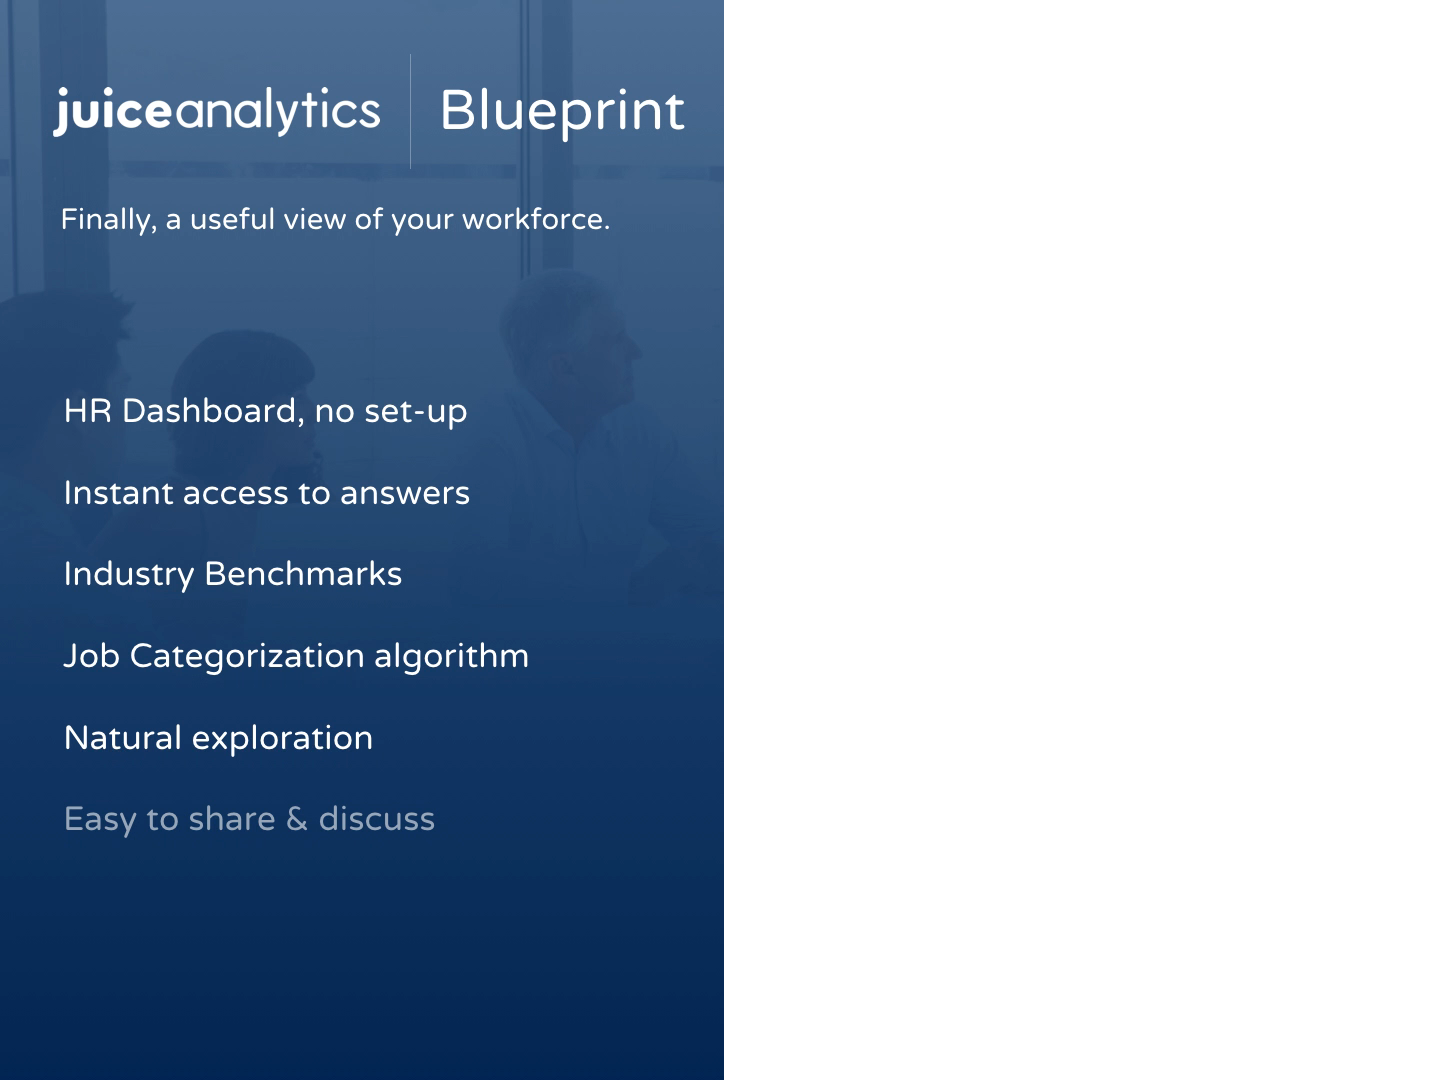 juiceanalytics Blueprint
Finally, a useful view of your workforce.
HR Dashboard, no set-up
Instant access to answers
Industry Benchmarks
Job Categorization algorithm
Natural exploration
Easy to share & discuss